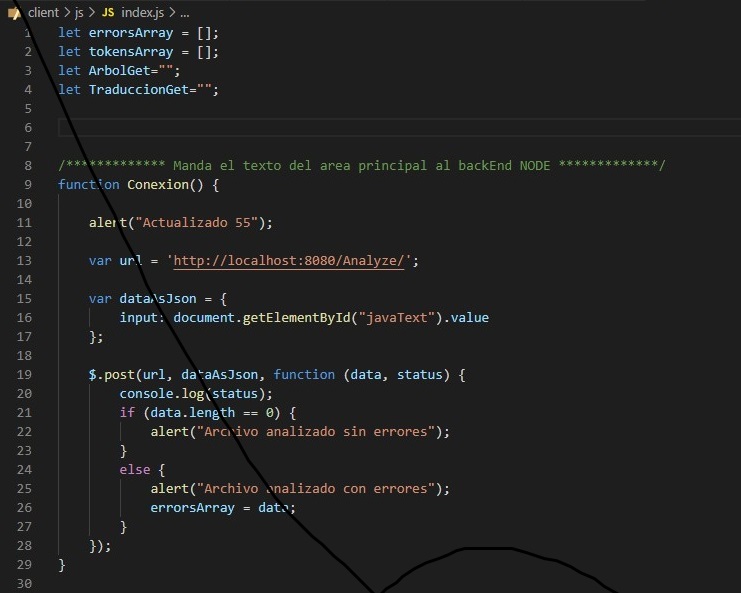 client > js > JS index.js > ...
1 let errorsArray = [];
2 let tokensArray = [];
3 let ArbolGet="";
4 let TraduccionGet="";
5
6
7
8 /************* Manda el texto del area principal al backEnd NODE *************/
9 function Conexion() {
10
11 alert("Actualizado 55");
12
13 var url = 'http://localhost:8080/Analyze/';
14
15 var dataAsJson = {
16 input: document.getElementById("javaText").value
17 };
18
19 $.post(url, dataAsJson, function (data, status) {
20 console.log(status);
21 if (data.length == 0) {
22 alert("Archivo analizado sin errores");
23 }
24 else {
25 alert("Archivo analizado con errores");
26 errorsArray = data;
27 }
28 });
29 }
30